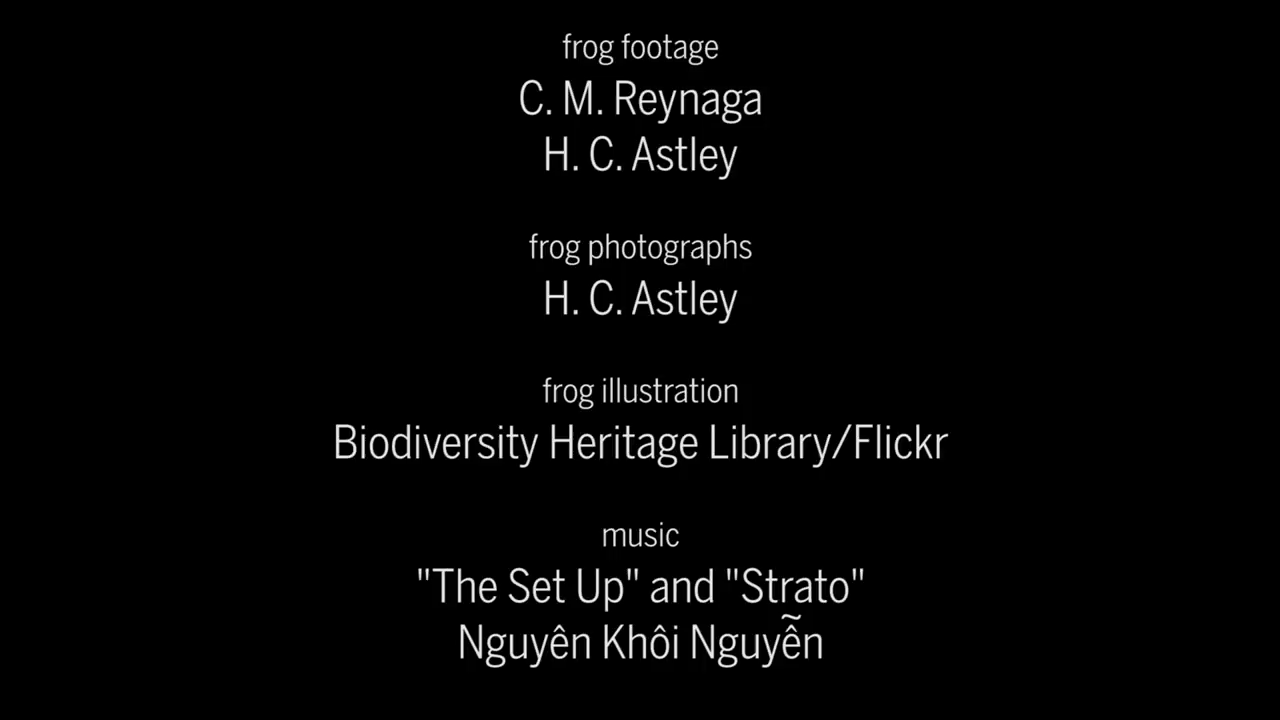 frog footage
C. M. Reynaga
H. C. Astley
frog photographs
H. C. Astley
frog illustration
Biodiversity Heritage Library/Flickr
music
"The Set Up" and "Strato"
Nguyên Khôi Nguyễn